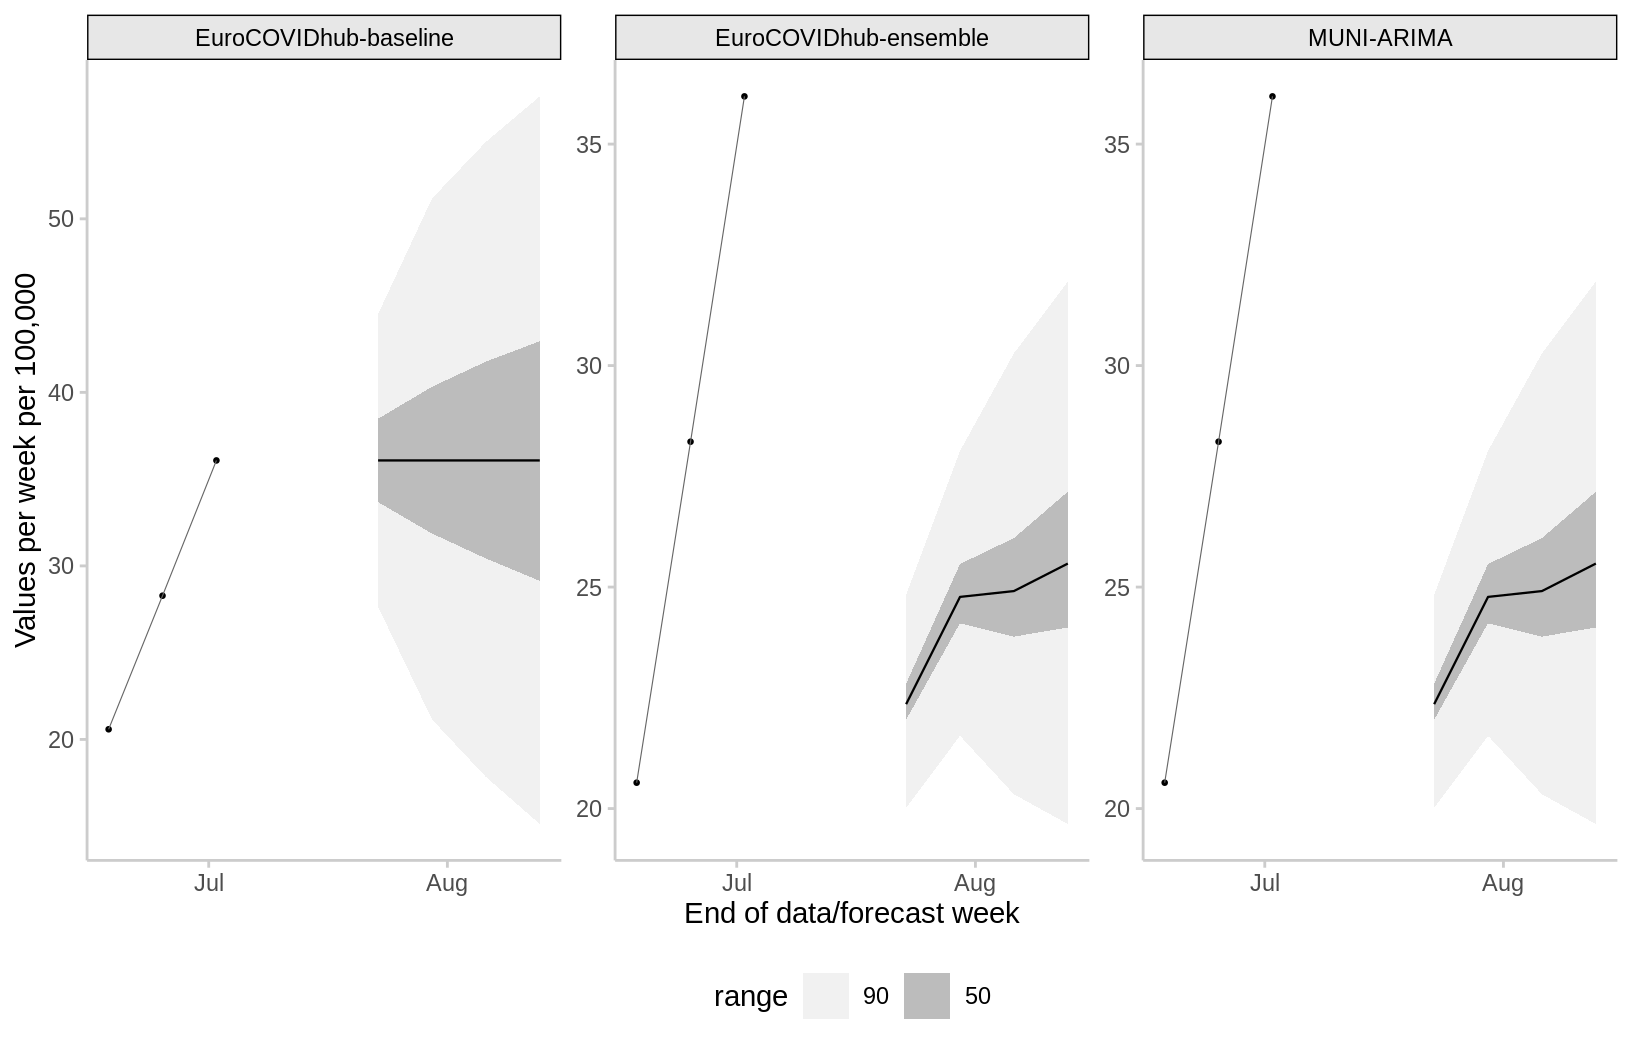 EuroCOVIDhub-baseline
EuroCOVIDhub-ensemble
MUNI-ARIMA
Values per week per 100,000
50
40
30
20
35
30
25
20
35
30
25
20
Jul
Aug
Jul
Aug
Jul
Aug
End of data/forecast week
range
90
50